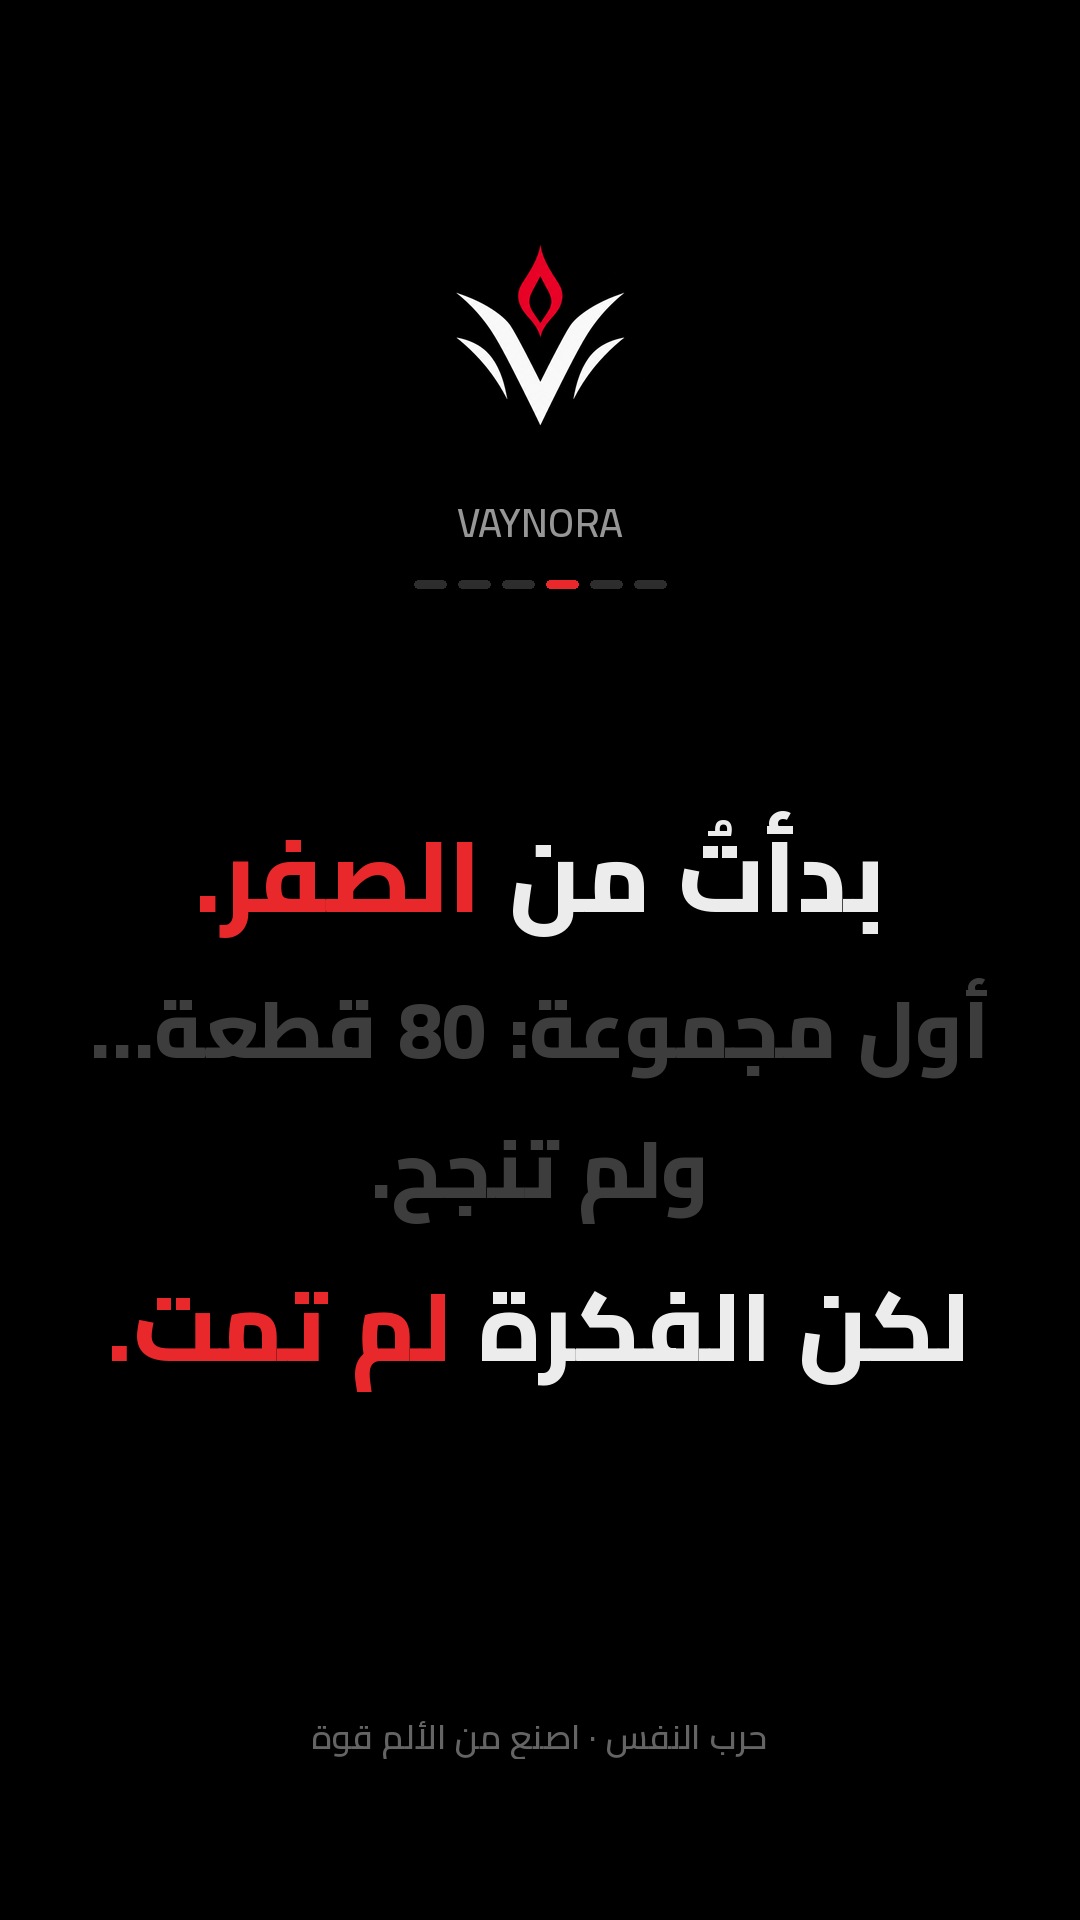 VAYNORA
بدأتُ من الصفر.
أول مجموعة: 80 قطعة...
ولم تنجح.
لكن الفكرة لم تمت.
حرب النفس · اصنع من الألم قوة